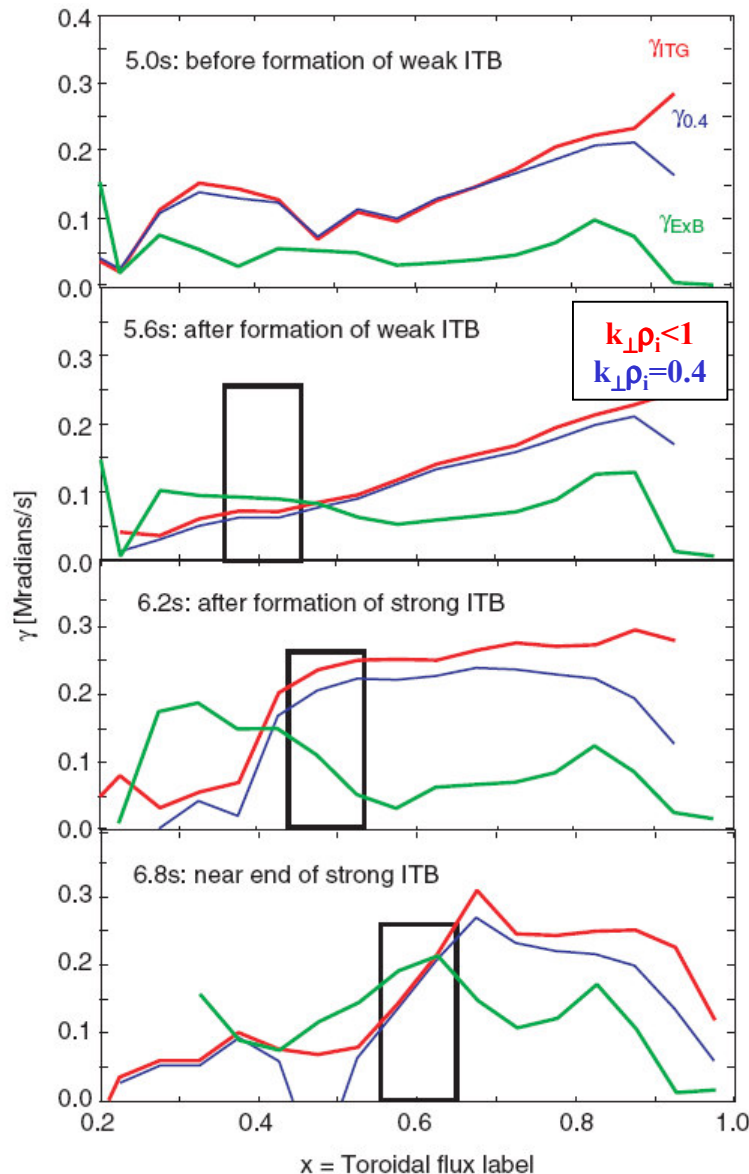 0.4
5.0s: before formation of weak ITB
γITG
0.3
γ0.4
0.2
0.1
γExB
0.0
5.6s: after formation of weak ITB
k⊥ρi<1
k⊥ρi=0.4
0.3
0.2
0.1
0.0
γ [Mradians/s]
6.2s: after formation of strong ITB
0.3
0.2
0.1
0.0
6.8s: near end of strong ITB
0.3
0.2
0.1
0.0
0.2 0.4 0.6 0.8 1.0
x = Toroidal flux label